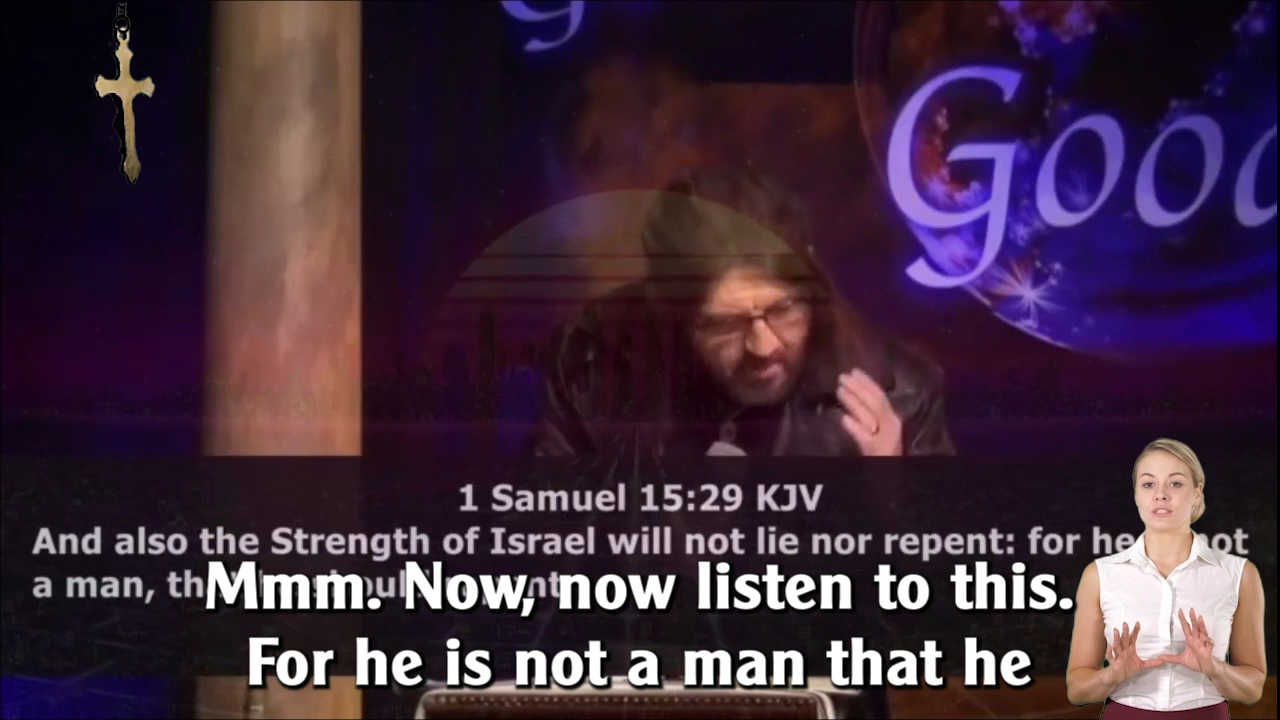 G
Good
1 Samuel 15:29 KJV
And also the Strength of Israel will not lie nor repent: for he not
a man,
Mmm. Now, now listen to this.
For he is not a man that he